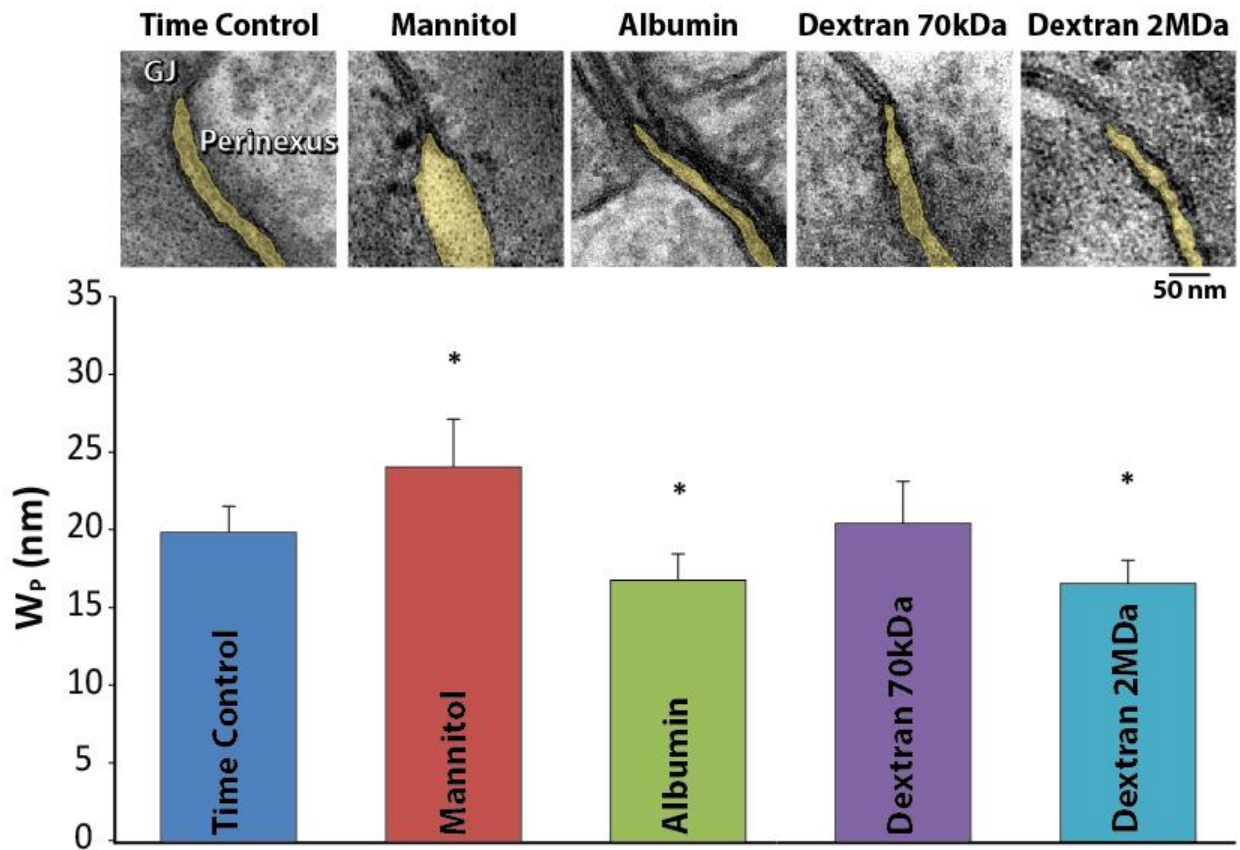 Time Control Mannitol Albumin Dextran 70kDa Dextran 2MDa
GJ
Perinexus
50 nm
35
30
25
20
15
10
5
0
W_P (nm)
*
*
*
Time Control
Mannitol
Albumin
Dextran 70kDa
Dextran 2MDa